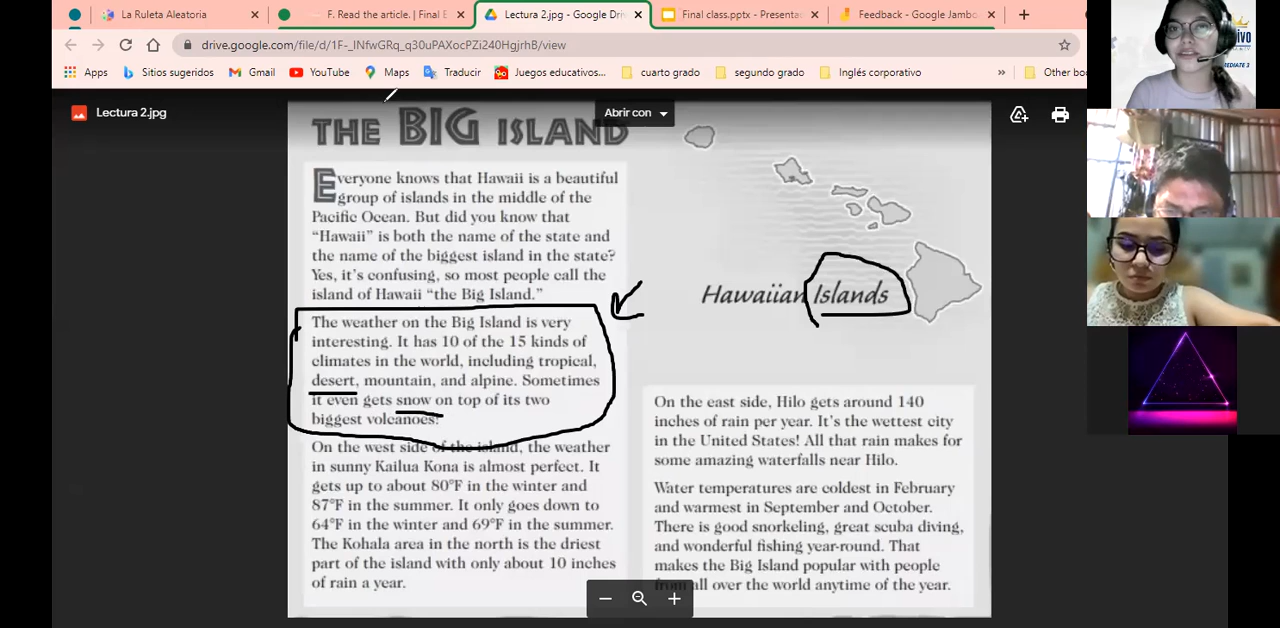 La Ruleta Aleatoria
F. Read the article. | Final E
Lectura 2.jpg - Google Dri
Final class.pptx - Presenta
Feedback - Google Jambo
drive.google.com/file/d/1F-_lNfwGRq_q30uPAXocPZi240HgjrhB/view
Apps
Sitios sugeridos
Gmail
YouTube
Maps
Traducir
Juegos educativos...
cuarto grado
segundo grado
Inglés corporativo
»
Other bo
IVO
MEDIATE 3
Lectura 2.jpg
Abrir con
THE BIG ISLAND
Everyone knows that Hawaii is a beautiful
group of islands in the middle of the
Pacific Ocean. But did you know that
“Hawaii” is both the name of the state and
the name of the biggest island in the state?
Yes, it’s confusing, so most people call the
island of Hawaii “the Big Island.”
The weather on the Big Island is very
interesting. It has 10 of the 15 kinds of
climates in the world, including tropical,
desert, mountain, and alpine. Sometimes
it even gets snow on top of its two
biggest volcanoes!
On the west side of the island, the weather
in sunny Kailua Kona is almost perfect. It
gets up to about 80°F in the winter and
87°F in the summer. It only goes down to
64°F in the winter and 69°F in the summer.
The Kohala area in the north is the driest
part of the island with only about 10 inches
of rain a year.
Hawaiian Islands
On the east side, Hilo gets around 140
inches of rain per year. It’s the wettest city
in the United States! All that rain makes for
some amazing waterfalls near Hilo.
Water temperatures are coldest in February
and warmest in September and October.
There is good snorkeling, great scuba diving,
and wonderful fishing year-round. That
makes the Big Island popular with people
from all over the world anytime of the year.